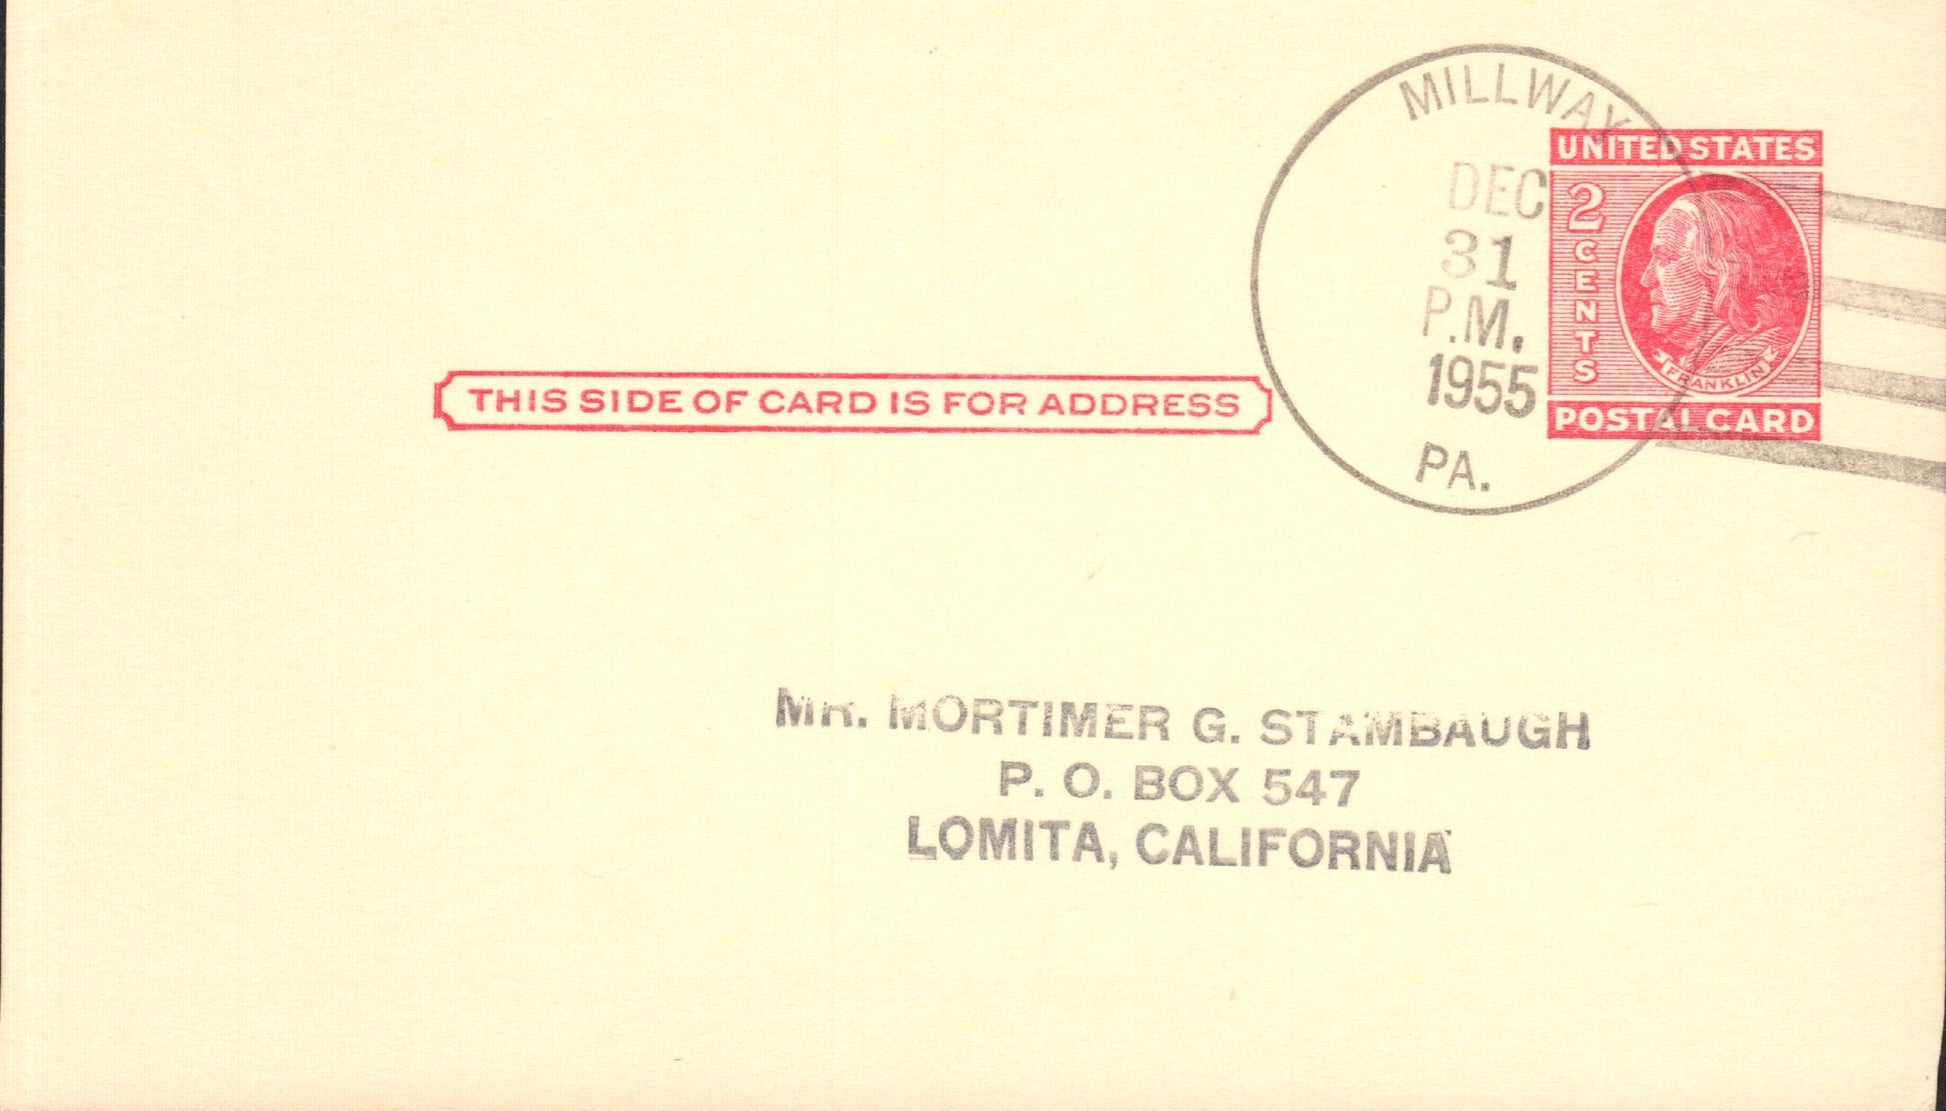 MILLWAY
DEC
31
P.M.
1955
PA.
UNITED STATES
2
CENTS
FRANKLIN
POSTAL CARD
THIS SIDE OF CARD IS FOR ADDRESS
MR. MORTIMER G. STAMBAUGH
P. O. BOX 547
LOMITA, CALIFORNIA